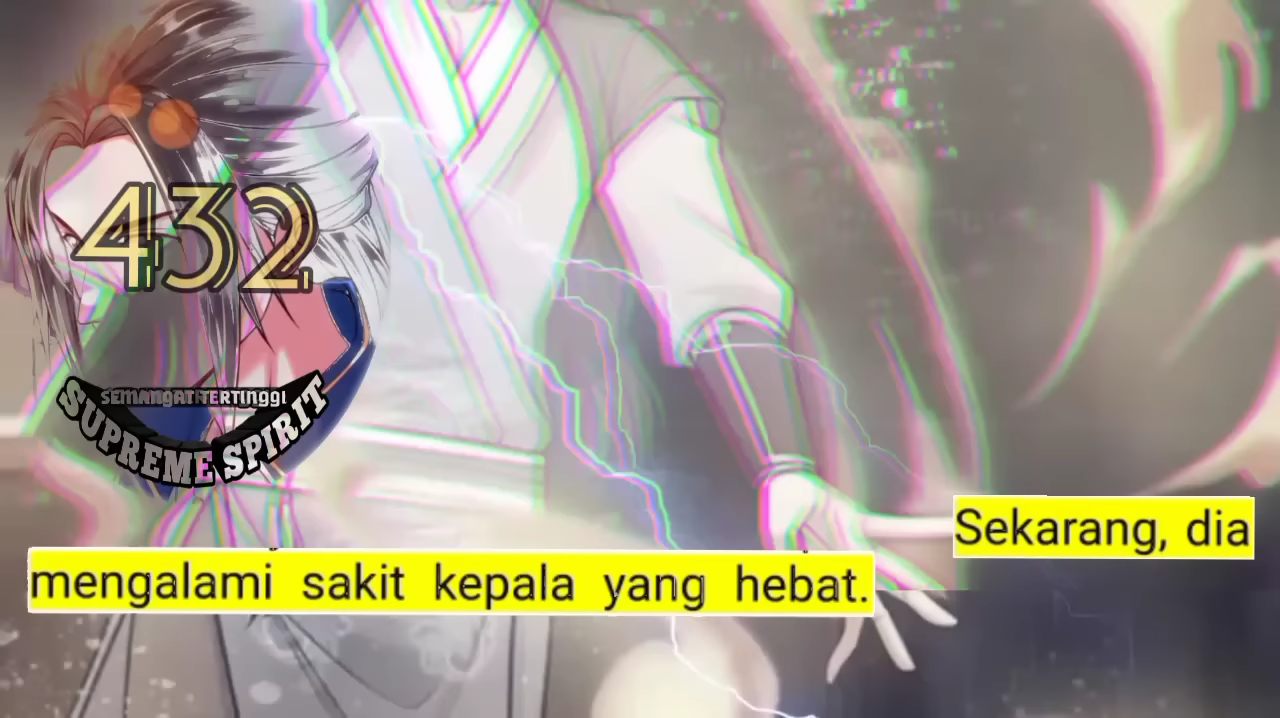 432
SEMANGAT TERTINGGI
SUPREME SPIRIT
Sekarang, dia
mengalami sakit kepala yang hebat.